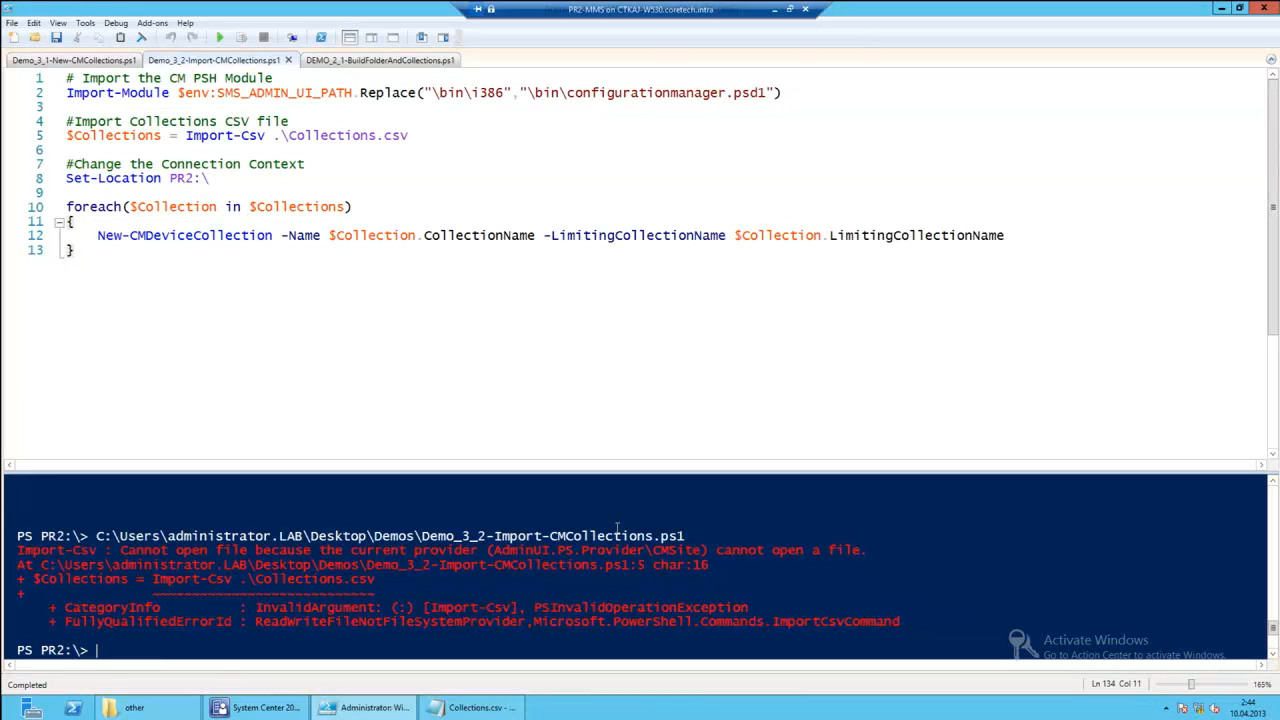 PR2-MMS on CTKAJ-W530.coretech.intra
File Edit View Tools Debug Add-ons Help
Demo_3_1-New-CMCollections.ps1 Demo_3_2-Import-CMCollections.ps1 DEMO_2_1-BuildFolderAndCollections.ps1
1 # Import the CM PSH Module
2 Import-Module $env:SMS_ADMIN_UI_PATH.Replace("\bin\i386","\bin\configurationmanager.psd1")
3
4 #Import Collections CSV file
5 $Collections = Import-Csv .\Collections.csv
6
7 #Change the Connection Context
8 Set-Location PR2:\
9
10 foreach($Collection in $Collections)
11 {
12 New-CMDeviceCollection -Name $Collection.CollectionName -LimitingCollectionName $Collection.LimitingCollectionName
13 }
PS PR2:\> C:\Users\administrator.LAB\Desktop\Demos\Demo_3_2-Import-CMCollections.ps1
Import-Csv : Cannot open file because the current provider (AdminUI.PS.Provider\CMSite) cannot open a file.
At C:\Users\administrator.LAB\Desktop\Demos\Demo_3_2-Import-CMCollections.ps1:5 char:16
+ $Collections = Import-Csv .\Collections.csv
+ ~~~~~~~~~~~~~~~~~~~~~~~~~~~~
+ CategoryInfo : InvalidArgument: (:) [Import-Csv], PSInvalidOperationException
+ FullyQualifiedErrorId : ReadWriteFileNotFileSystemProvider,Microsoft.PowerShell.Commands.ImportCsvCommand
PS PR2:\>
Activate Windows
Go to Action Center to activate Windows.
Completed Ln 134 Col 11 165%
other System Center 20... Administrator: Wi... Collections.csv - ... 2:44
10.04.2013